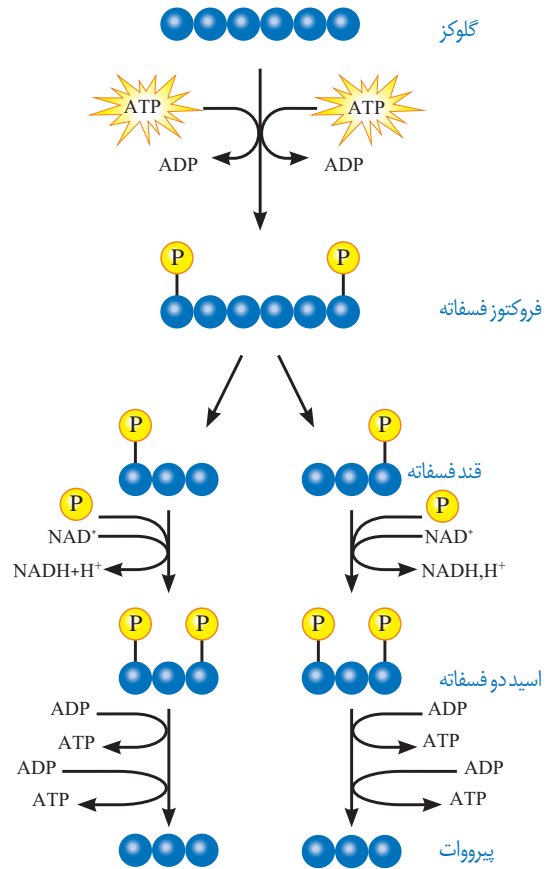 گلوکز
ATP ATP
ADP ADP
P P
فروکتوز فسفاته
P P
قند فسفاته
P P
NAD⁺ NAD⁺
NADH+H⁺ NADH,H⁺
P P P P
اسید دو فسفاته
ADP ADP
ATP ATP
ADP ADP
ATP ATP
پیرووات